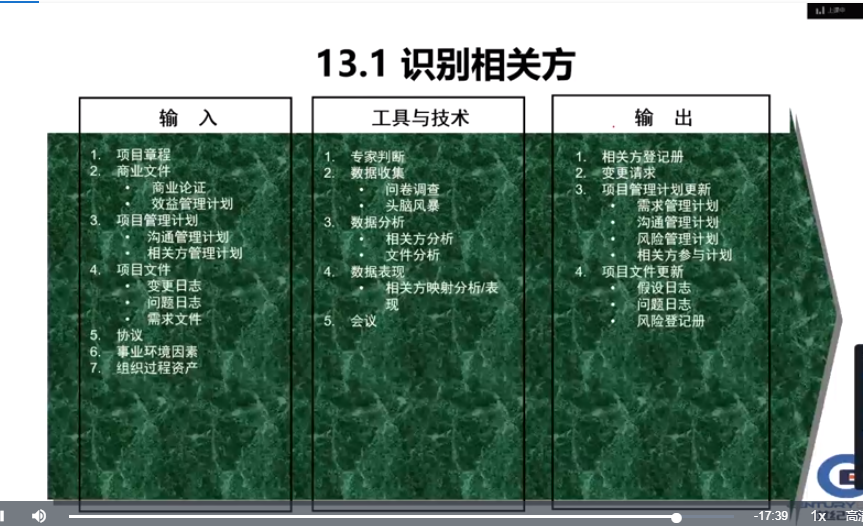 上课中
13.1 识别相关方
输 入
1. 项目章程
2. 商业文件
• 商业论证
• 效益管理计划
3. 项目管理计划
• 沟通管理计划
• 相关方管理计划
4. 项目文件
• 变更日志
• 问题日志
• 需求文件
5. 协议
6. 事业环境因素
7. 组织过程资产
工具与技术
1. 专家判断
2. 数据收集
• 问卷调查
• 头脑风暴
3. 数据分析
• 相关方分析
• 文件分析
4. 数据表现
• 相关方映射分析/表
现
5. 会议
输 出
1. 相关方登记册
2. 变更请求
3. 项目管理计划更新
• 需求管理计划
• 沟通管理计划
• 风险管理计划
• 相关方参与计划
4. 项目文件更新
• 假设日志
• 问题日志
• 风险登记册
-17:39 1x